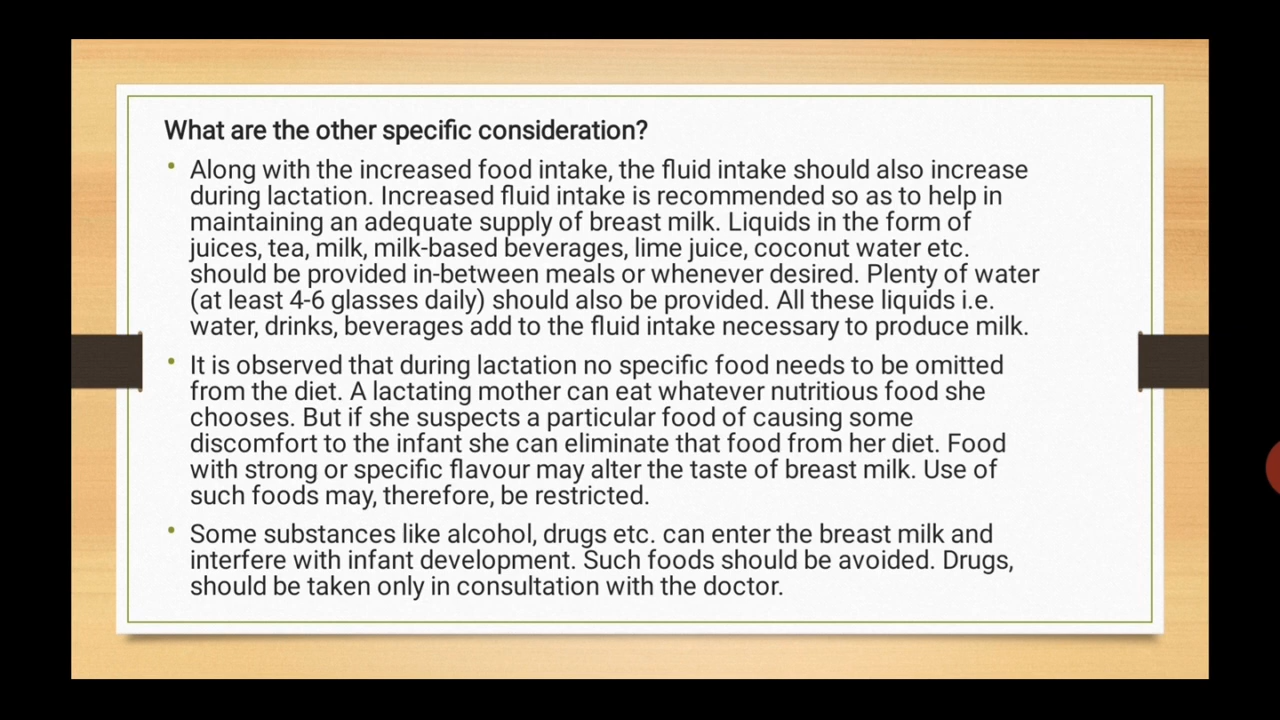 What are the other specific consideration?
• Along with the increased food intake, the fluid intake should also increase
during lactation. Increased fluid intake is recommended so as to help in
maintaining an adequate supply of breast milk. Liquids in the form of
juices, tea, milk, milk-based beverages, lime juice, coconut water etc.
should be provided in-between meals or whenever desired. Plenty of water
(at least 4-6 glasses daily) should also be provided. All these liquids i.e.
water, drinks, beverages add to the fluid intake necessary to produce milk.
• It is observed that during lactation no specific food needs to be omitted
from the diet. A lactating mother can eat whatever nutritious food she
chooses. But if she suspects a particular food of causing some
discomfort to the infant she can eliminate that food from her diet. Food
with strong or specific flavour may alter the taste of breast milk. Use of
such foods may, therefore, be restricted.
• Some substances like alcohol, drugs etc. can enter the breast milk and
interfere with infant development. Such foods should be avoided. Drugs,
should be taken only in consultation with the doctor.